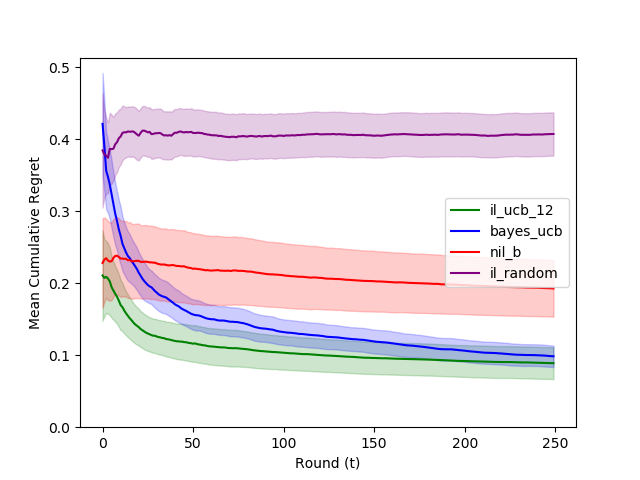 0.5
0.4
0.3
0.2
0.1
0.0
Mean Cumulative Regret
il_ucb_12
bayes_ucb
nil_b
il_random
0 50 100 150 200 250
Round (t)